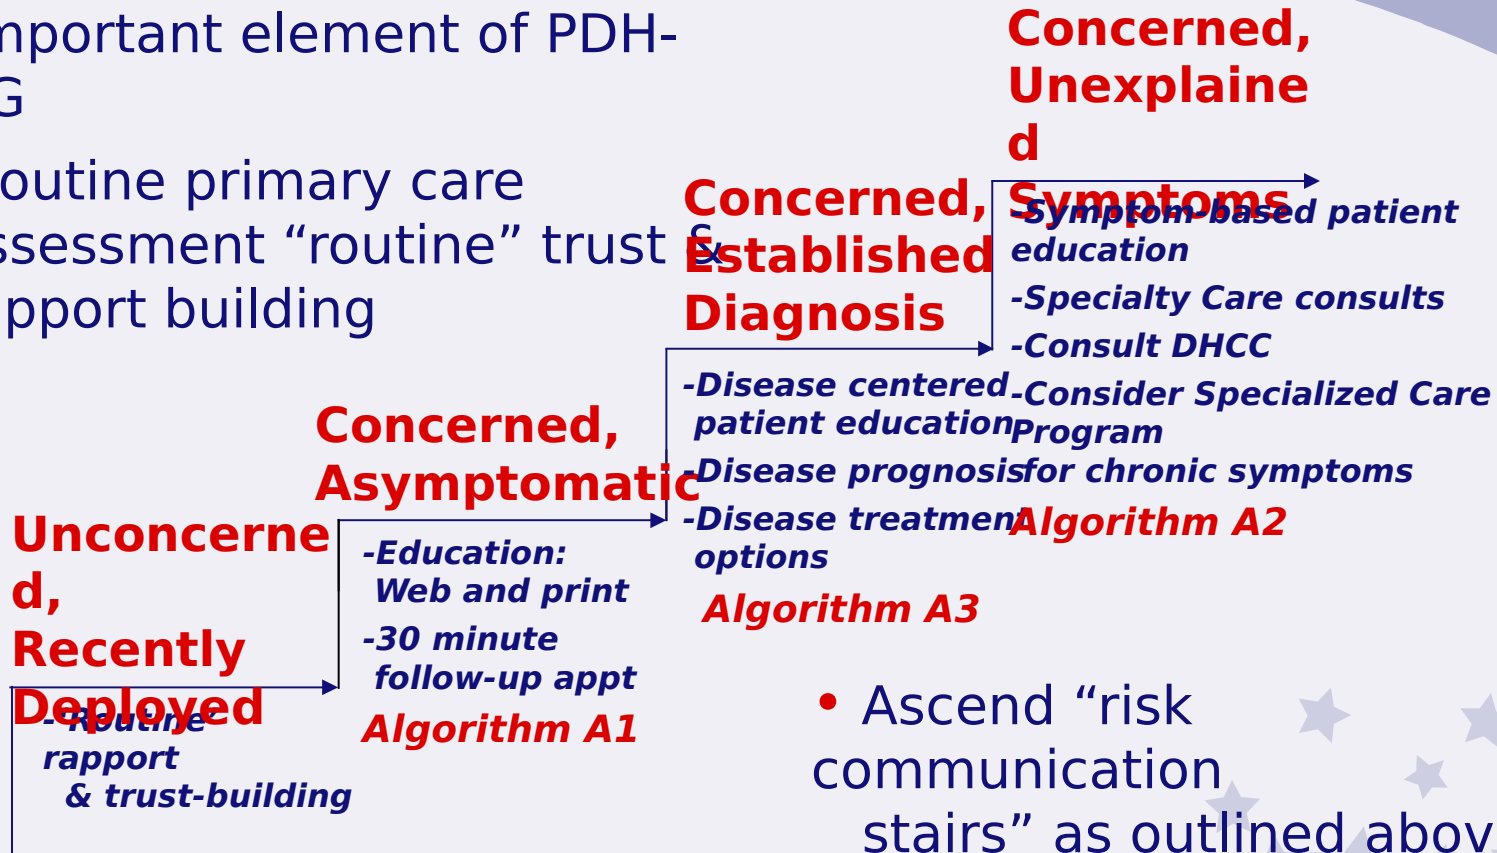 mportant element of PDH-
G
outine primary care
ssessment “routine” trust &
pport building
Unconcerne
d,
Recently
Deployed
-‘Routine’
rapport
& trust-building
Concerned,
Asymptomatic
-Education:
Web and print
-30 minute
follow-up appt
Algorithm A1
Concerned,
Established
Diagnosis
-Disease centered
patient education
-Disease prognosis
-Disease treatment
options
Algorithm A3
Concerned,
Unexplaine
d
Symptoms
-Symptom-based patient
education
-Specialty Care consults
-Consult DHCC
-Consider Specialized Care
Program
for chronic symptoms
Algorithm A2
• Ascend “risk
communication
stairs” as outlined abov